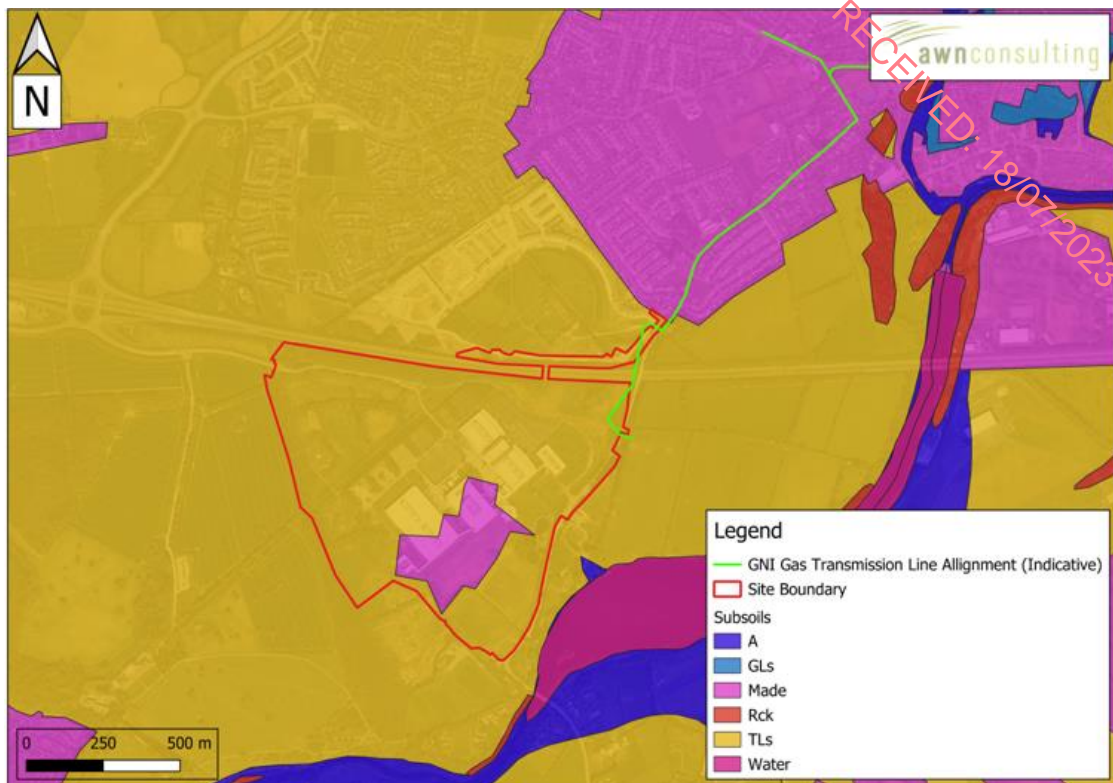 N
awnconsulting
RECEIVED: 18/07/2023
Legend
GNI Gas Transmission Line Allignment (Indicative)
Site Boundary
Subsoils
A
GLs
Made
Rck
TLs
Water
0 250 500 m